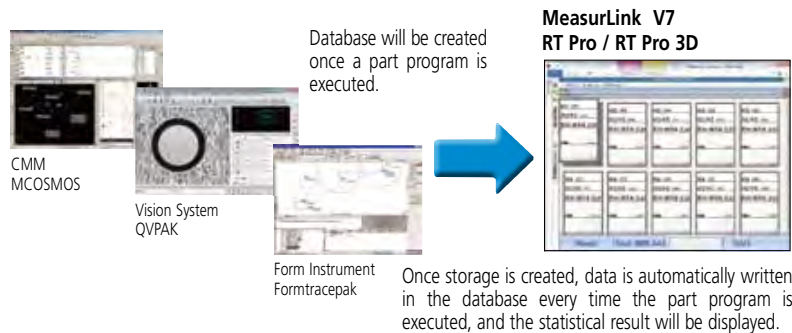 MeasurLink V7
RT Pro / RT Pro 3D
Database will be created
once a part program is
executed.
CMM
MCOSMOS
Vision System
QVPAK
Form Instrument
Formtracepak
Once storage is created, data is automatically written
in the database every time the part program is
executed, and the statistical result will be displayed.